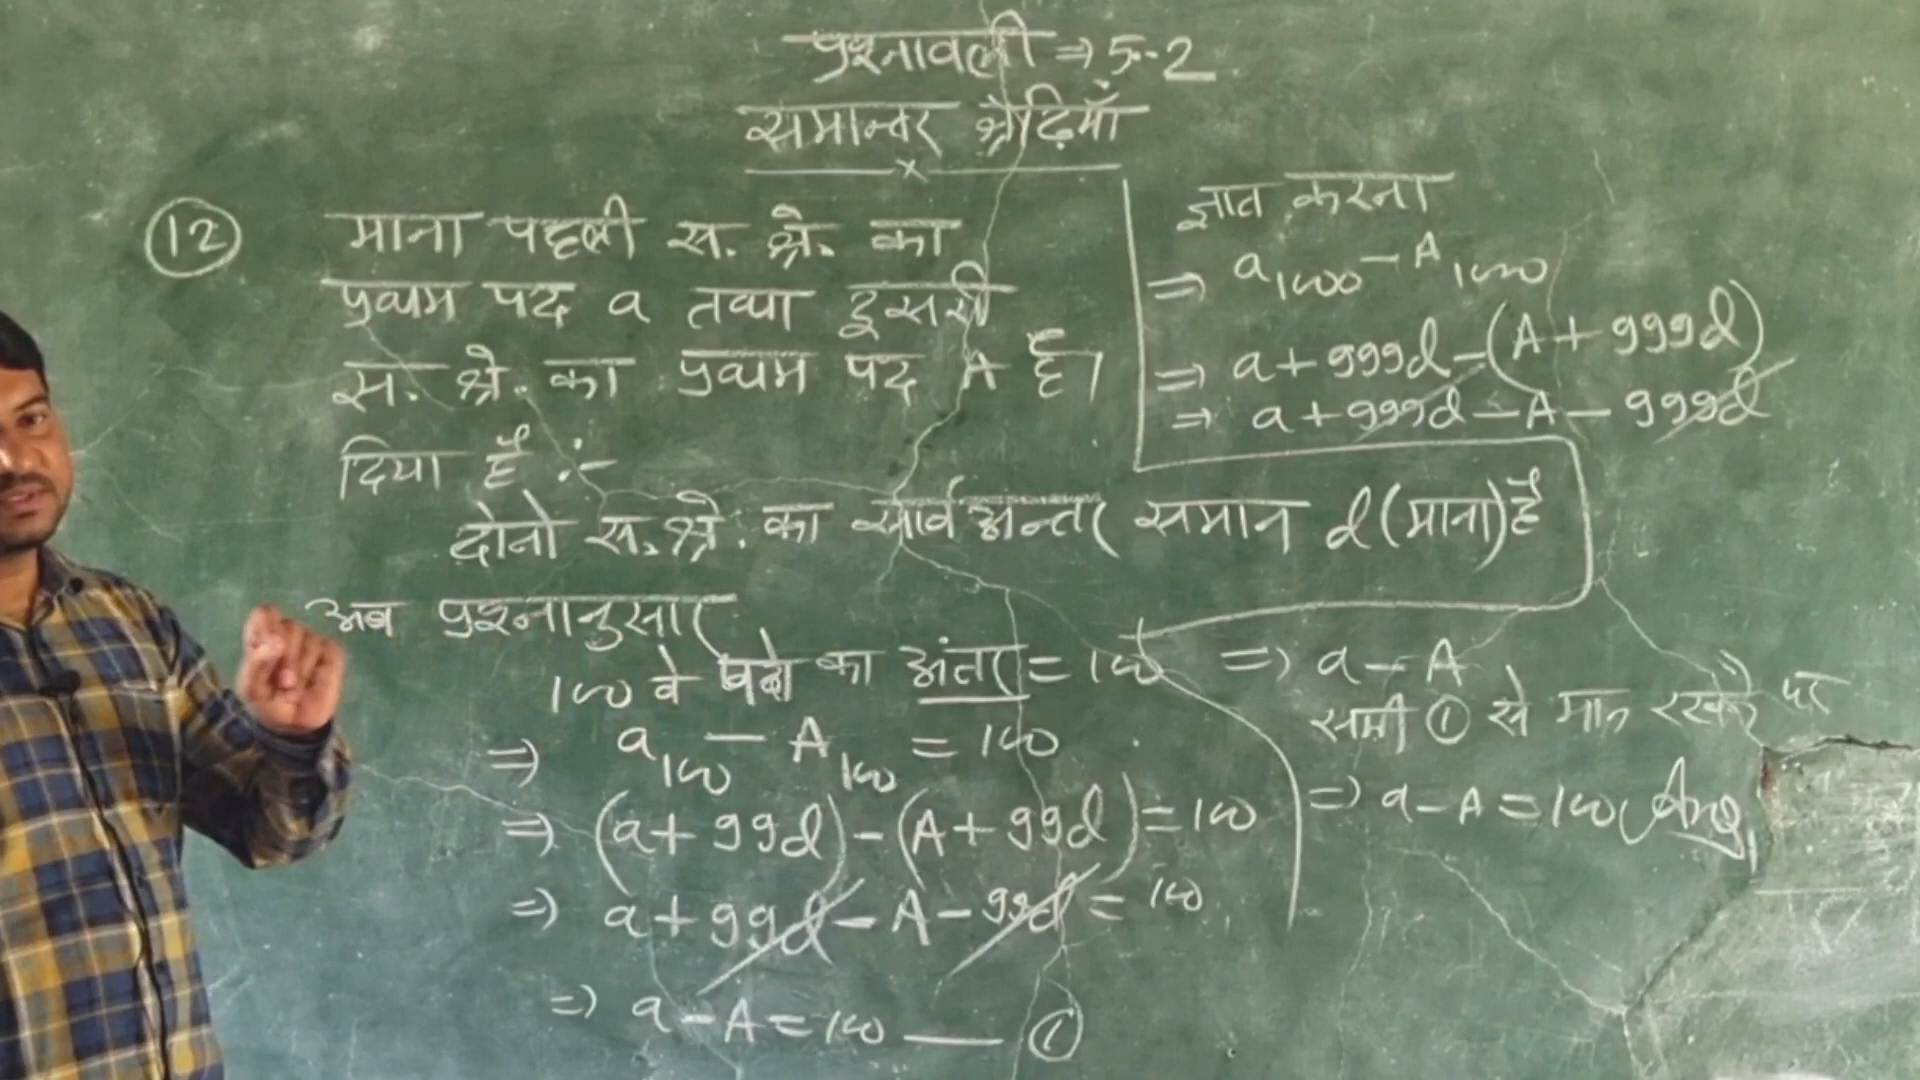 प्रश्नावली ⇒ 5.2
समान्तर श्रेढ़ियाँ
x
(12) माना पहली स. श्रे. का
प्रथम पद a तथा दूसरी
स. श्रे. का प्रथम पद A है।
दिया है :-
दोनो स. श्रे. का सार्व अन्तर समान d (माना) है
अब प्रश्नानुसार
100 वे पदो का अंतर = 100
⇒ a₁₀₀ - A₁₀₀ = 100
⇒ (a + 99d) - (A + 99d) = 100
⇒ a + 99d - A - 99d = 100
⇒ a - A = 100 — ①
ज्ञात करना
⇒ a₁₀₀₀ - A₁₀₀₀
⇒ a + 999d - (A + 999d)
⇒ a + 999d - A - 999d
⇒ a - A
समी ① से मान रखने पर
⇒ a - A = 100 Ans